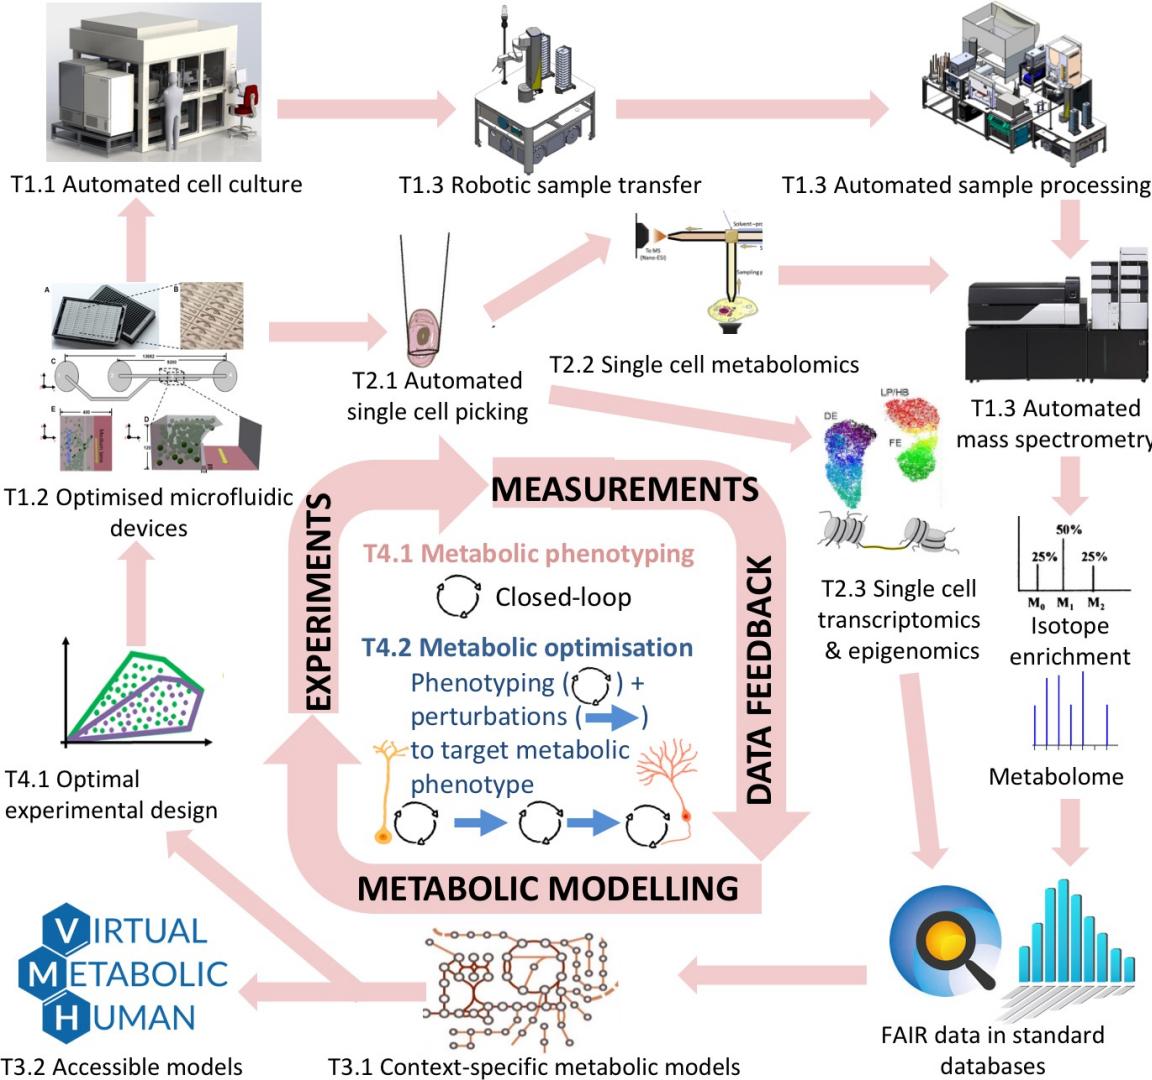 T1.1 Automated cell culture
T1.3 Robotic sample transfer
T1.3 Automated sample processing
A
B
C
E
D
T1.2 Optimised microfluidic
devices
T2.1 Automated
single cell picking
To MS
(Nano-ESI)
T2.2 Single cell metabolomics
T1.3 Automated
mass spectrometry
DE
LP/HB
FE
T2.3 Single cell
transcriptomics
& epigenomics
25%
50%
25%
M0 M1 M2
Isotope
enrichment
Metabolome
EXPERIMENTS
MEASUREMENTS
DATA FEEDBACK
METABOLIC MODELLING
T4.1 Metabolic phenotyping
Closed-loop
T4.2 Metabolic optimisation
Phenotyping ( ) +
perturbations ( )
to target metabolic
phenotype
T4.1 Optimal
experimental design
VIRTUAL
METABOLIC
HUMAN
T3.2 Accessible models
T3.1 Context-specific metabolic models
FAIR data in standard
databases